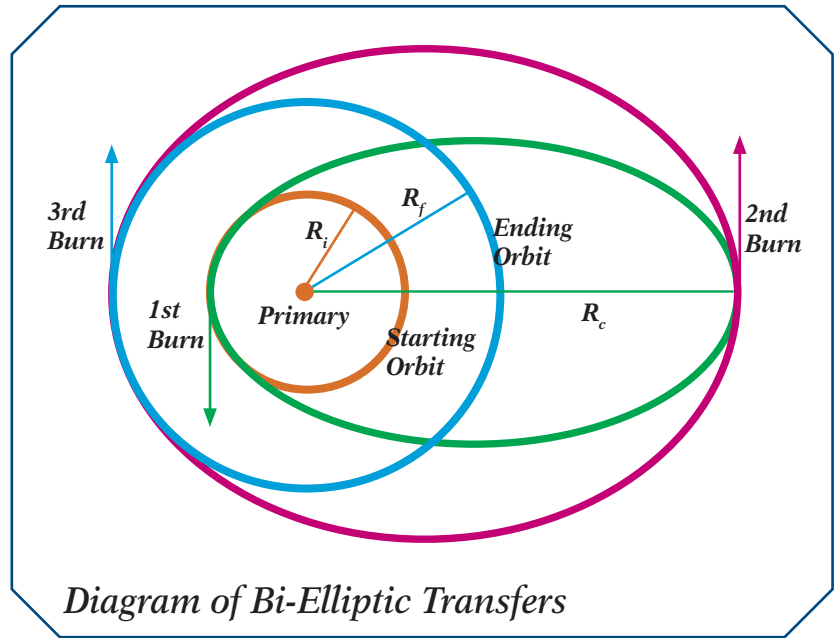 3rd
Burn
R_i
R_f
Ending
Orbit
2nd
Burn
1st
Burn
Primary
R_c
Starting
Orbit
Diagram of Bi-Elliptic Transfers